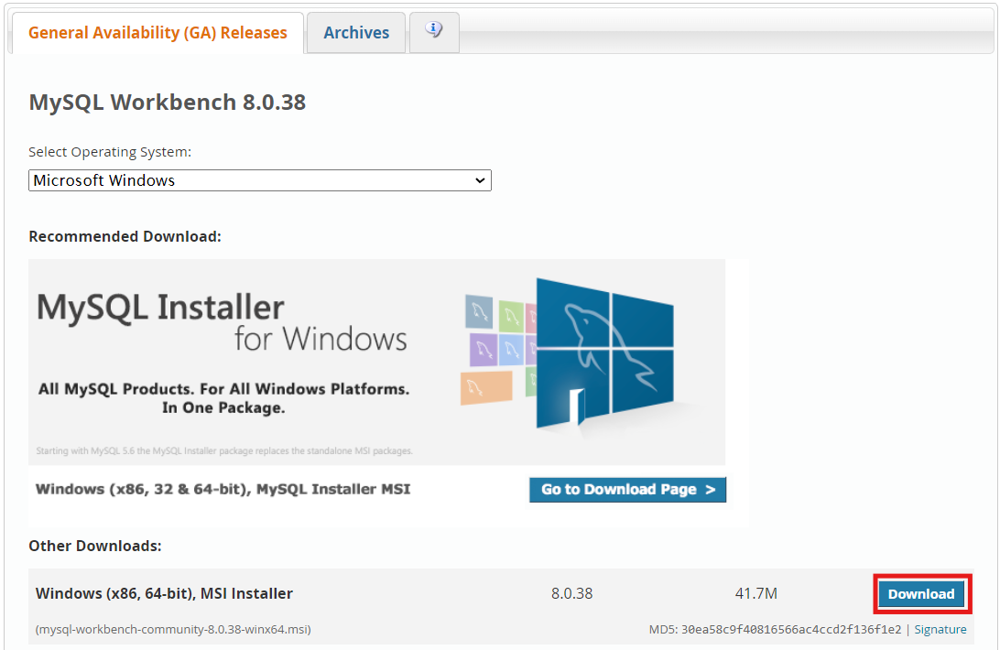 General Availability (GA) Releases
Archives
MySQL Workbench 8.0.38
Select Operating System:
Microsoft Windows
Recommended Download:
MySQL Installer
for Windows
All MySQL Products. For All Windows Platforms.
In One Package.
Starting with MySQL 5.6 the MySQL Installer package replaces the standalone MSI packages.
Windows (x86, 32 & 64-bit), MySQL Installer MSI
Go to Download Page >
Other Downloads:
Windows (x86, 64-bit), MSI Installer 8.0.38 41.7M Download
(mysql-workbench-community-8.0.38-winx64.msi) MD5: 30ea58c9f40816566ac4ccd2f136f1e2 | Signature